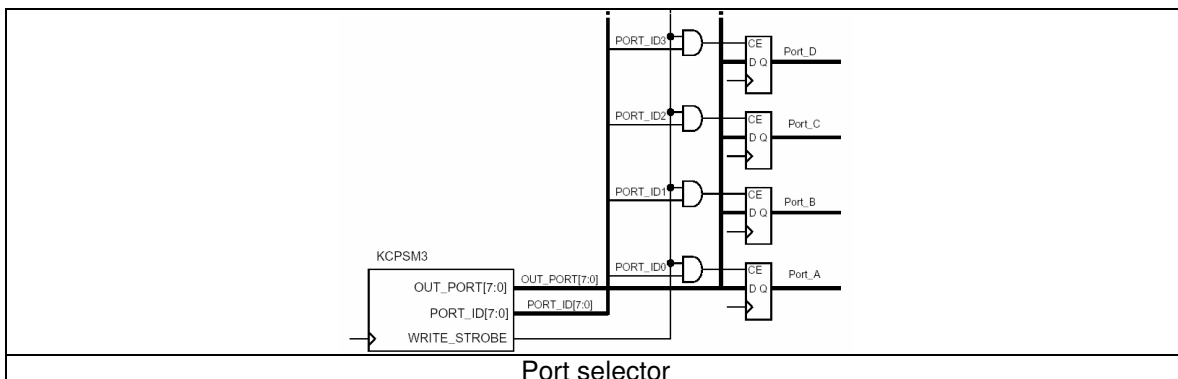 PORT_ID3
CE
D Q
Port_D
PORT_ID2
CE
D Q
Port_C
PORT_ID1
CE
D Q
Port_B
KCPSM3
PORT_ID0
CE
D Q
Port_A
OUT_PORT[7:0]
OUT_PORT[7:0]
PORT_ID[7:0]
PORT_ID[7:0]
WRITE_STROBE
Port selector